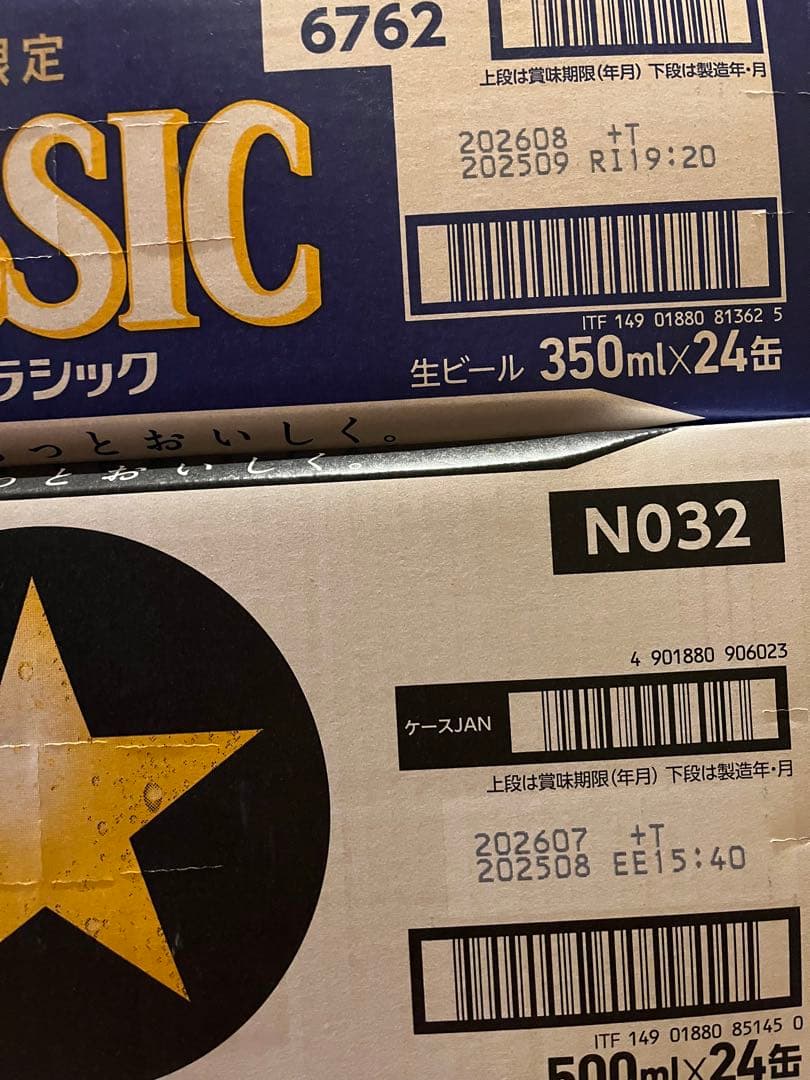 限定
6762
上段は賞味期限(年月) 下段は製造年・月
202608 +T
202509 RI19:20
SSIC
ITF 149 01880 81362 5
ラシック
生ビール 350ml×24缶
っとおいしく。
っとおいしく。
N032
4 901880 906023
ケースJAN
上段は賞味期限(年月) 下段は製造年・月
202607 +T
202508 EE15:40
ITF 149 01880 85145 0
500ml×24缶